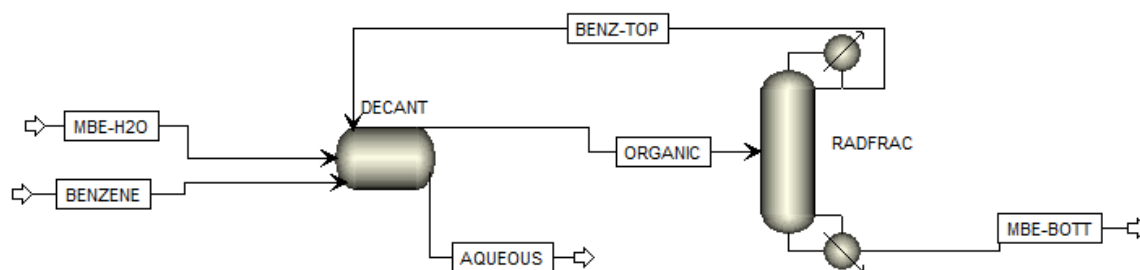 BENZ-TOP
DECANT
MBE-H2O
ORGANIC
RADFRAC
BENZENE
MBE-BOTT
AQUEOUS